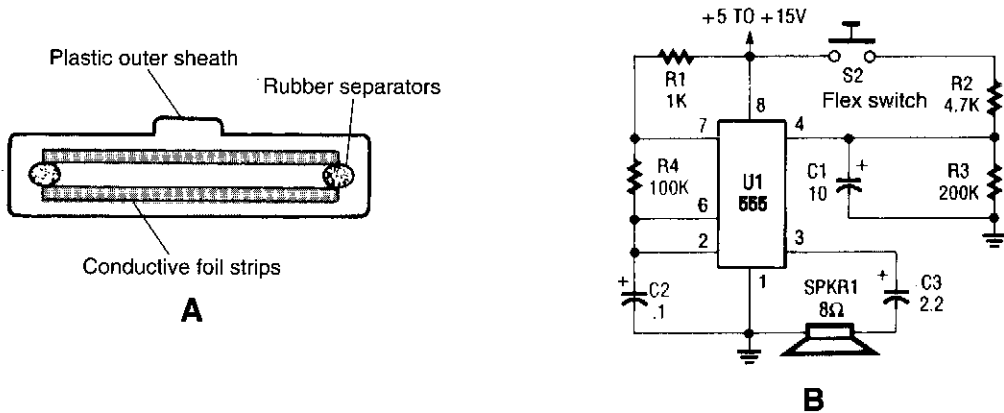 Plastic outer sheath
Rubber separators
Conductive foil strips
A
+5 TO +15V
R1
1K
S2
Flex switch
R2
4.7K
8
7
4
R4
100K
U1
555
C1
10
+
R3
200K
6
2
3
+
C2
.1
1
SPKR1
8Ω
+
C3
2.2
B